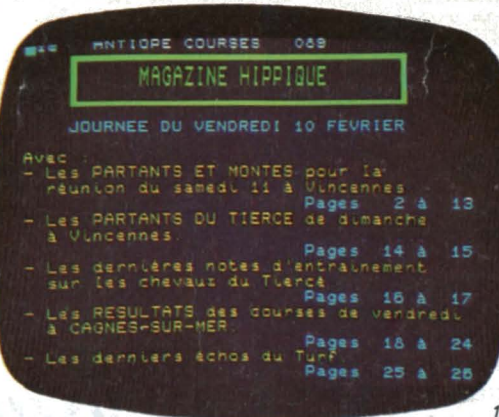 ANTIOPE COURSES 089
MAGAZINE HIPPIQUE
JOURNEE DU VENDREDI 10 FEVRIER
Avec :
- Les PARTANTS ET MONTES pour la
réunion du samedi 11 à Vincennes
Pages 2 à 13
- Les PARTANTS DU TIERCE de dimanche
à Vincennes.
Pages 14 à 15
- Les dernières notes d'entrainement
sur les chevaux du Tiercé.
Pages 16 à 17
- Les RESULTATS des courses de vendredi
à CAGNES-SUR-MER.
Pages 18 à 24
- Les derniers échos du Turf.
Pages 25 à 26